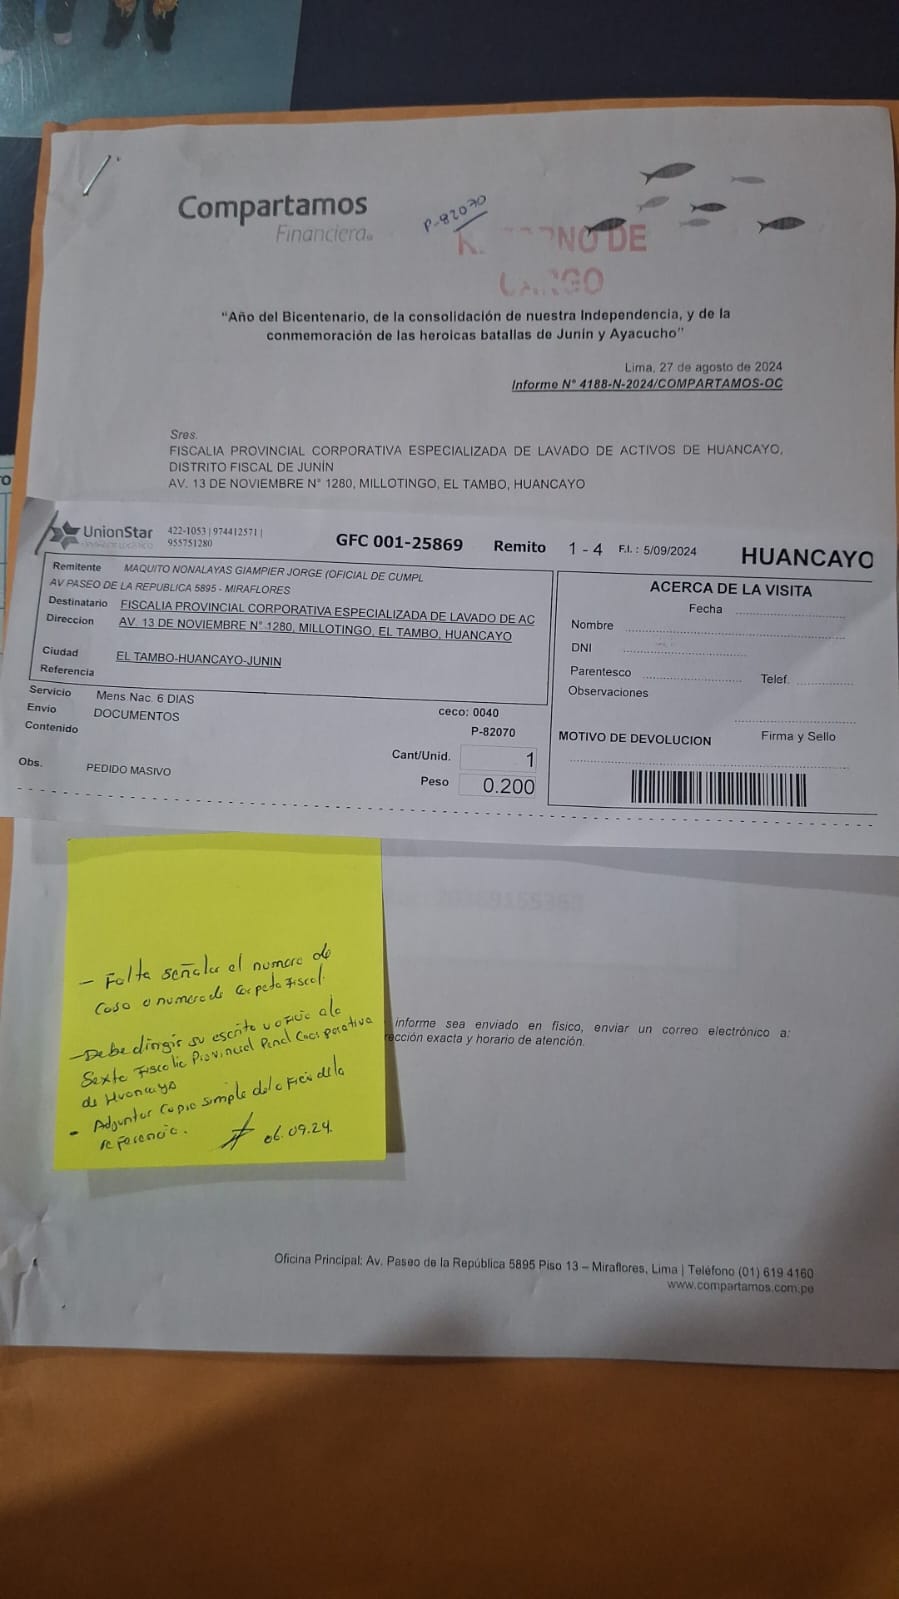 Compartamos
Financiera
P-82070
NO DE
GO
"Año del Bicentenario, de la consolidación de nuestra Independencia, y de la
conmemoración de las heroicas batallas de Junín y Ayacucho"
Lima, 27 de agosto de 2024
Informe N° 4188-N-2024/COMPARTAMOS-OC
Sres.
FISCALIA PROVINCIAL CORPORATIVA ESPECIALIZADA DE LAVADO DE ACTIVOS DE HUANCAYO,
DISTRITO FISCAL DE JUNÍN
AV. 13 DE NOVIEMBRE N° 1280, MILLOTINGO, EL TAMBO, HUANCAYO
UnionStar 422-1053 | 974412571 |
955751280
GFC 001-25869 Remito 1 - 4 F.I. : 5/09/2024 HUANCAYO
Remitente MAQUITO NONALAYAS GIAMPIER JORGE (OFICIAL DE CUMPL
AV PASEO DE LA REPUBLICA 5895 - MIRAFLORES
Destinatario FISCALIA PROVINCIAL CORPORATIVA ESPECIALIZADA DE LAVADO DE AC
Direccion AV. 13 DE NOVIEMBRE N° 1280, MILLOTINGO, EL TAMBO, HUANCAYO
Ciudad EL TAMBO-HUANCAYO-JUNIN
Referencia
Servicio Mens Nac. 6 DIAS
Envio DOCUMENTOS
Contenido
ceco: 0040
P-82070
Cant/Unid. 1
Peso 0.200
Obs. PEDIDO MASIVO
ACERCA DE LA VISITA
Fecha
Nombre
DNI
Parentesco Telef.
Observaciones
MOTIVO DE DEVOLUCION Firma y Sello
- Falta señalar el numero de
Caso o numero de Carpeta Fiscal.
- Debe dirigir su escrito u oficio a la
Sexta Fiscalia Provincial Penal Corporativa
de Huancayo
- Adjuntar Copia simple del oficio de la
referencia.
06.09.24.
informe sea enviado en físico, enviar un correo electrónico a:
ección exacta y horario de atención.
Oficina Principal: Av. Paseo de la República 5895 Piso 13 – Miraflores, Lima | Teléfono (01) 619 4160
www.compartamos.com.pe